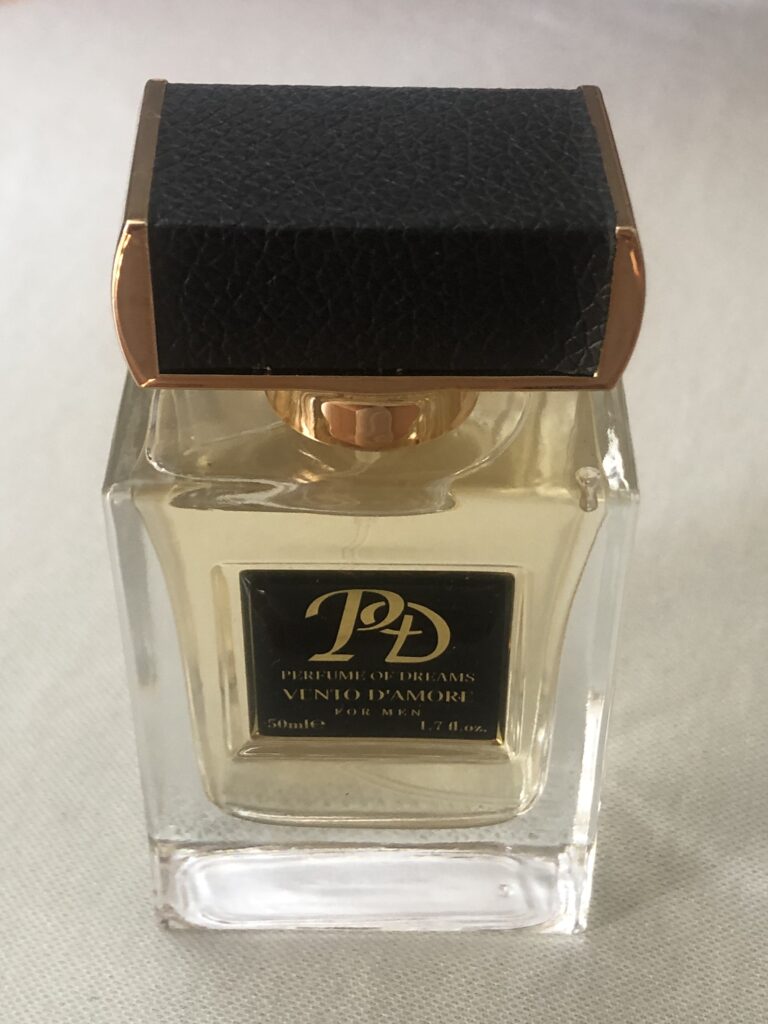 PD
PERFUME OF DREAMS
VENTO D'AMORE
FOR MEN
50ml℮ 1.7 fl.oz.